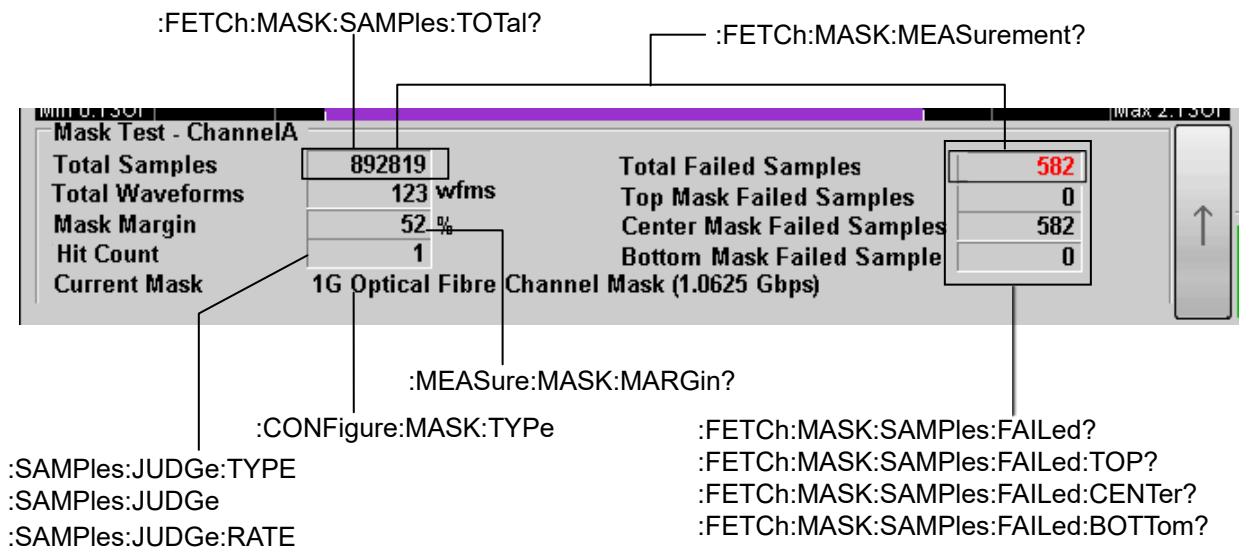 :FETCh:MASK:SAMPles:TOTal?
:FETCh:MASK:MEASurement?
Mask Test - ChannelA
Total Samples 892819 Total Failed Samples 582
Total Waveforms 123 wfms Top Mask Failed Samples 0
Mask Margin 52 % Center Mask Failed Samples 582
Hit Count 1 Bottom Mask Failed Sample 0
Current Mask 1G Optical Fibre Channel Mask (1.0625 Gbps)
:MEASure:MASK:MARGin?
:CONFigure:MASK:TYPe
:SAMPles:JUDGe:TYPE
:SAMPles:JUDGe
:SAMPles:JUDGe:RATE
:FETCh:MASK:SAMPles:FAILed?
:FETCh:MASK:SAMPles:FAILed:TOP?
:FETCh:MASK:SAMPles:FAILed:CENTer?
:FETCh:MASK:SAMPles:FAILed:BOTTom?